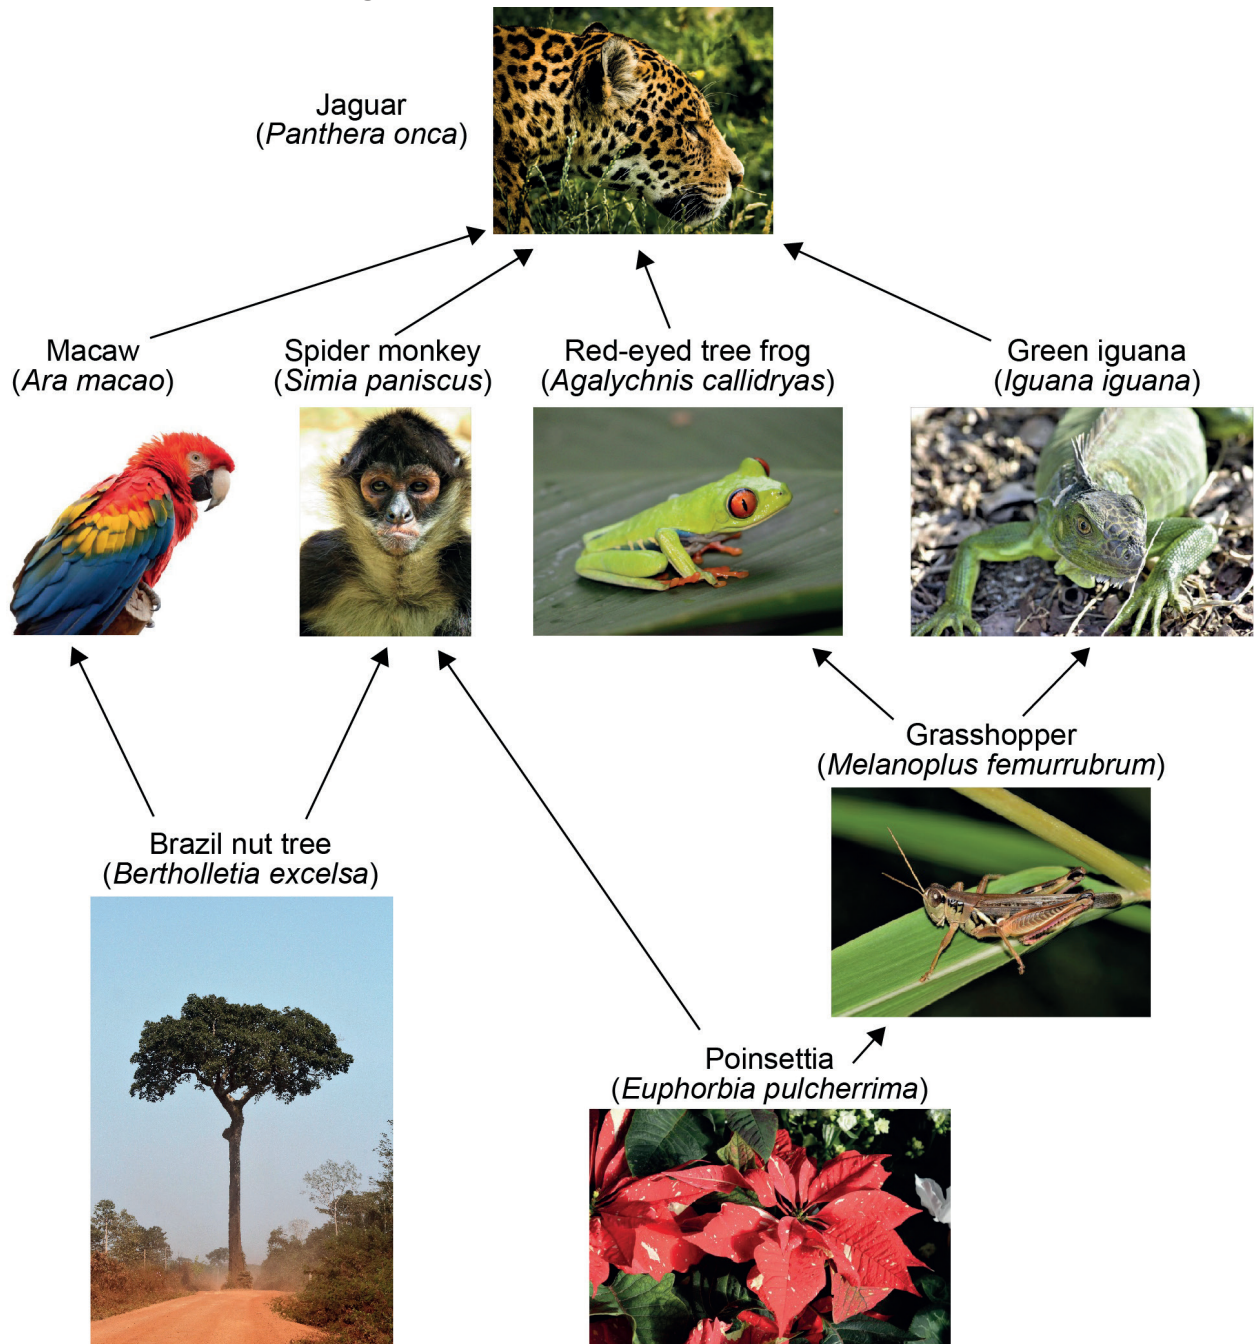 Jaguar
(Panthera onca)
Macaw
(Ara macao)
Spider monkey
(Simia paniscus)
Red-eyed tree frog
(Agalychnis callidryas)
Green iguana
(Iguana iguana)
Grasshopper
(Melanoplus femurrubrum)
Brazil nut tree
(Bertholletia excelsa)
Poinsettia
(Euphorbia pulcherrima)